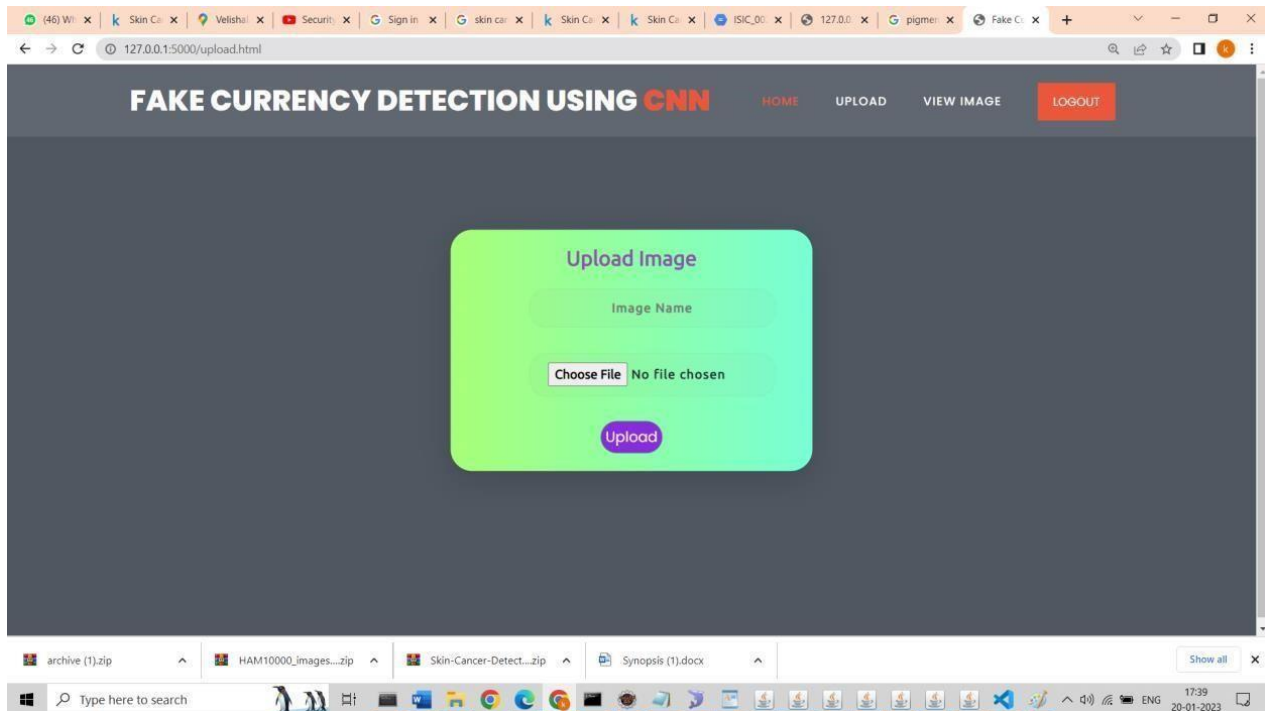 (46) Wh Skin Ca Velishal Securit Sign in skin car Skin Ca Skin Ca ISIC_00 127.0.0 pigmen Fake Cu
127.0.0.1:5000/upload.html
FAKE CURRENCY DETECTION USING CNN HOME UPLOAD VIEW IMAGE LOGOUT
Upload Image
Image Name
Choose File No file chosen
Upload
archive (1).zip HAM10000_images....zip Skin-Cancer-Detect....zip Synopsis (1).docx Show all
Type here to search ENG 17:39
20-01-2023